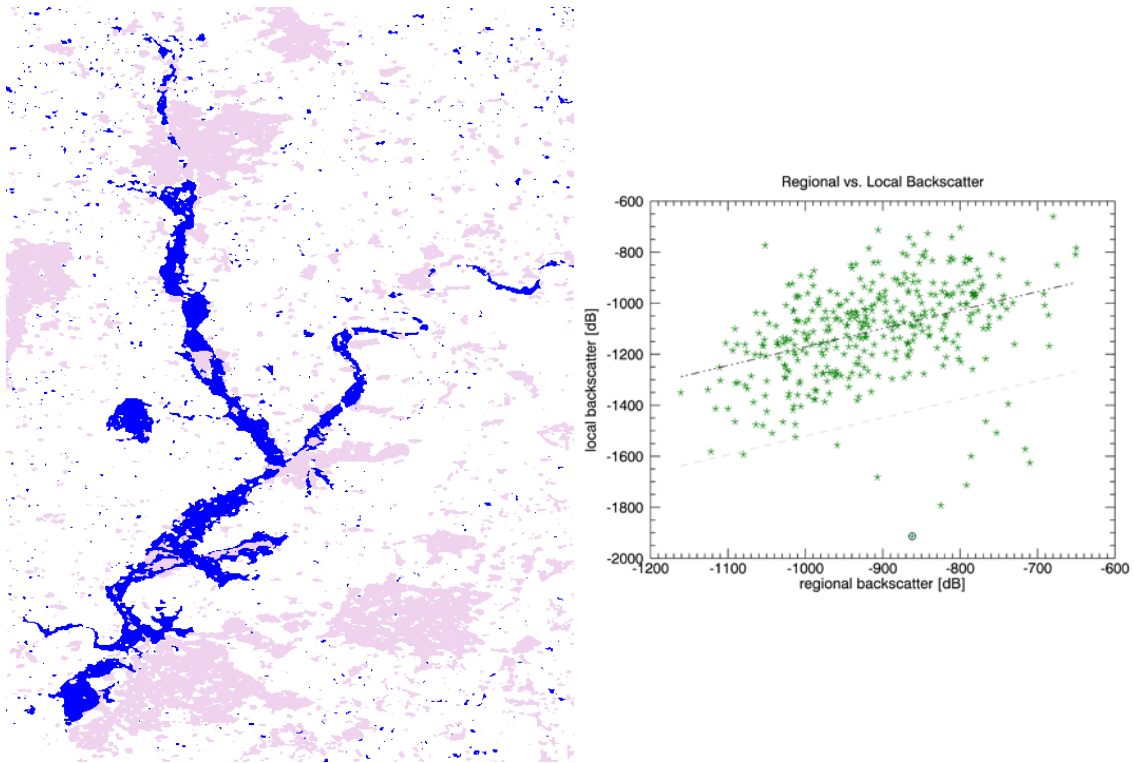 Regional vs. Local Backscatter
-600
-800
-1000
-1200
-1400
-1600
-1800
-2000
local backscatter [dB]
-1200 -1100 -1000 -900 -800 -700 -600
regional backscatter [dB]